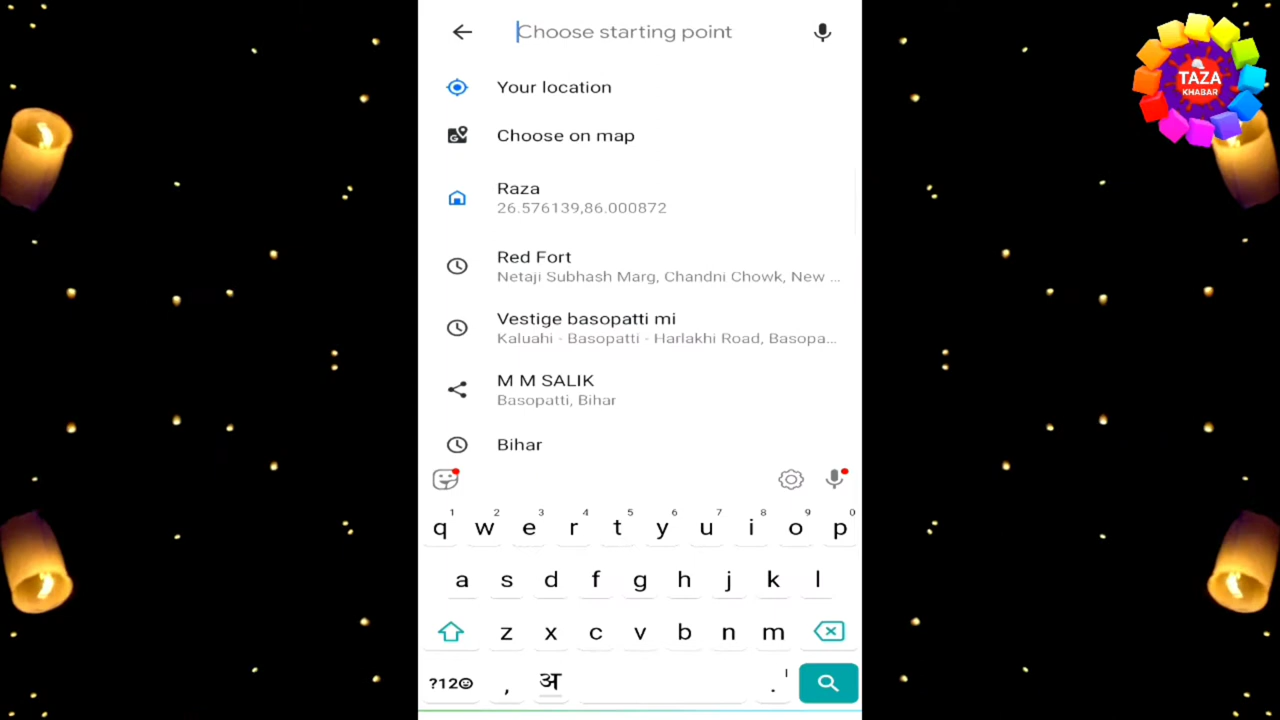 Choose starting point
TAZA
KHABAR
Your location
Choose on map
Raza
26.576139,86.000872
Red Fort
Netaji Subhash Marg, Chandni Chowk, New ...
Vestige basopatti mi
Kaluahi - Basopatti - Harlakhi Road, Basopa...
M M SALIK
Basopatti, Bihar
Bihar
1 2 3 4 5 6 7 8 9 0
q w e r t y u i o p
a s d f g h j k l
z x c v b n m
?12 , अ . ।